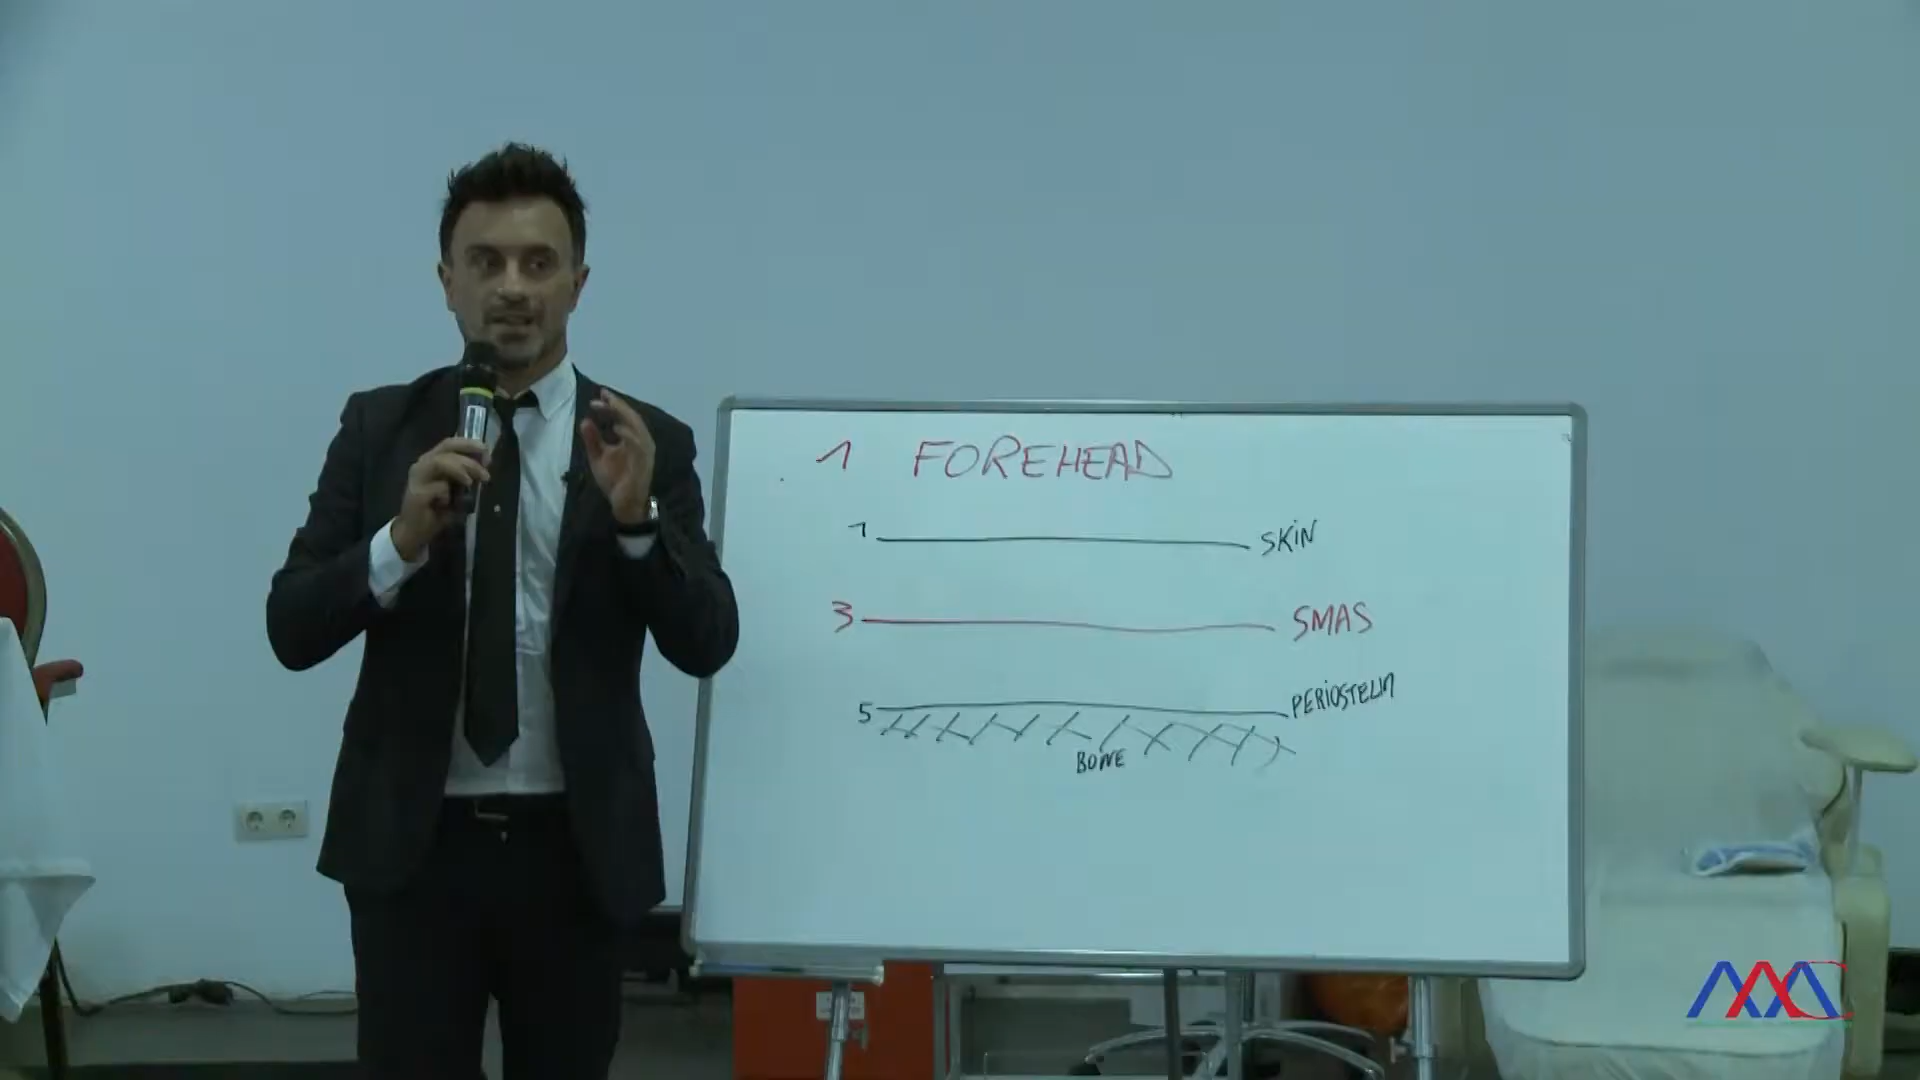 1 FOREHEAD
1 SKIN
3 SMAS
5 PERIOSTEUM
BONE